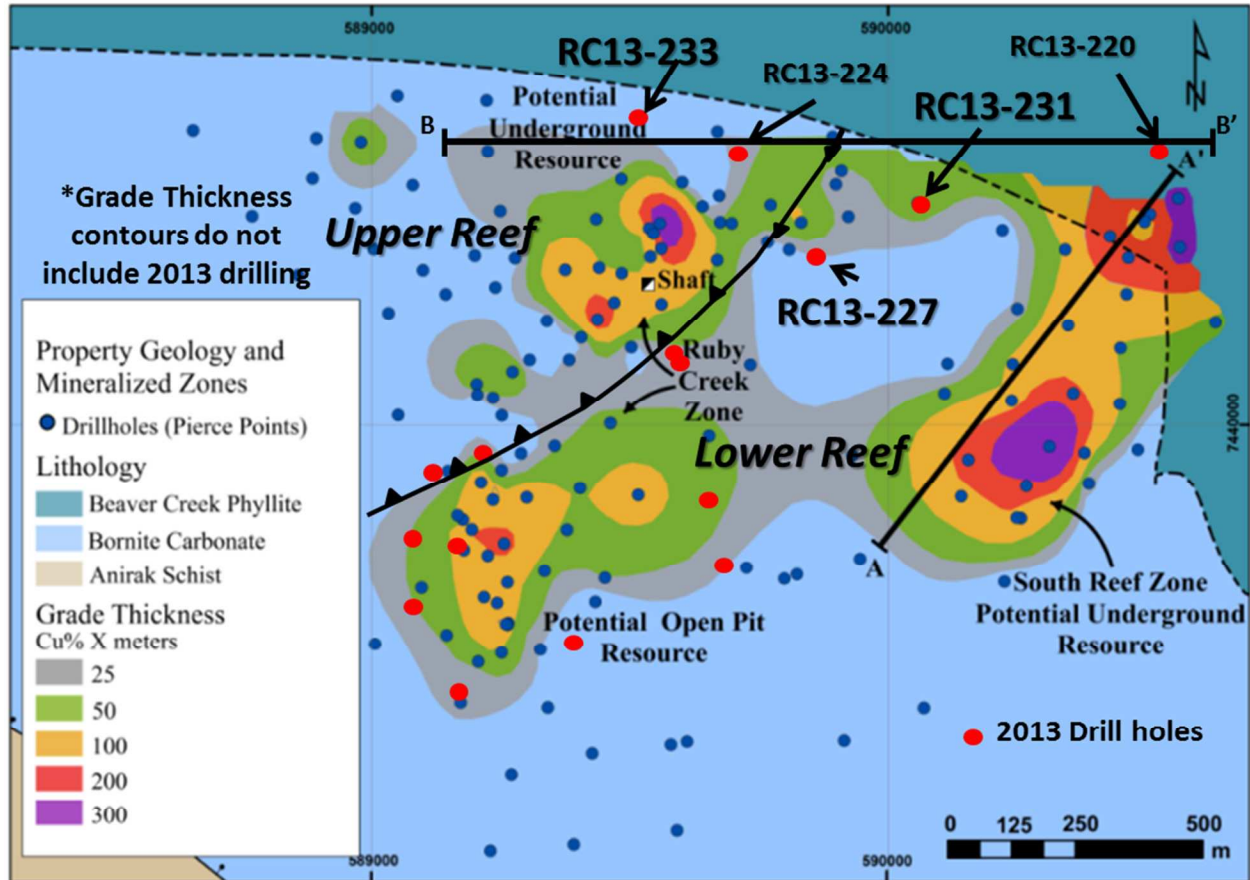 589000
590000
RC13-233
RC13-224
RC13-220
RC13-231
N
Potential
Underground
Resource
B
B'
A'
*Grade Thickness
contours do not
include 2013 drilling
Upper Reef
Shaft
RC13-227
Ruby
Creek
Zone
Lower Reef
7440000
A
South Reef Zone
Potential Underground
Resource
Potential Open Pit
Resource
Property Geology and
Mineralized Zones
Drillholes (Pierce Points)
Lithology
Beaver Creek Phyllite
Bornite Carbonate
Anirak Schist
Grade Thickness
Cu% X meters
25
50
100
200
300
2013 Drill holes
0 125 250 500
m
589000
590000